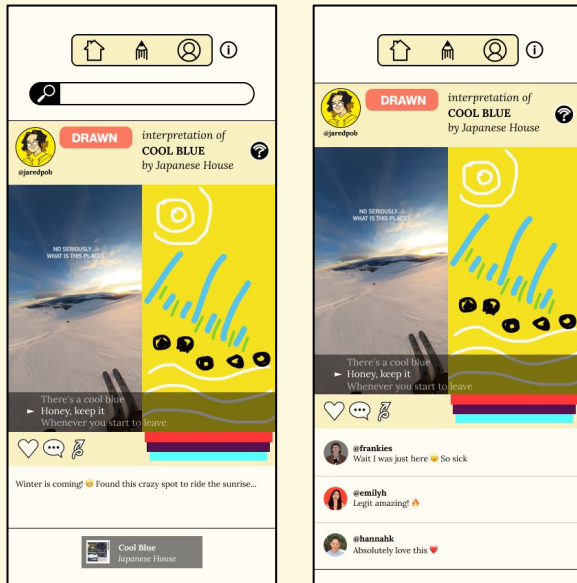 DRAWN
interpretation of
COOL BLUE
by Japanese House
@jaredpob
NO SERIOUSLY
WHAT IS THIS PLACE?
There's a cool blue
► Honey, keep it
Whenever you start to leave
Winter is coming! 🥴 Found this crazy spot to ride the sunrise...
Cool Blue
Japanese House
DRAWN
interpretation of
COOL BLUE
by Japanese House
@jaredpob
NO SERIOUSLY
WHAT IS THIS PLACE?
There's a cool blue
► Honey, keep it
Whenever you start to leave
@frankies
Wait I was just here 😄 So sick
@emilyh
Legit amazing! 🔥
@hannahk
Absolutely love this ❤️